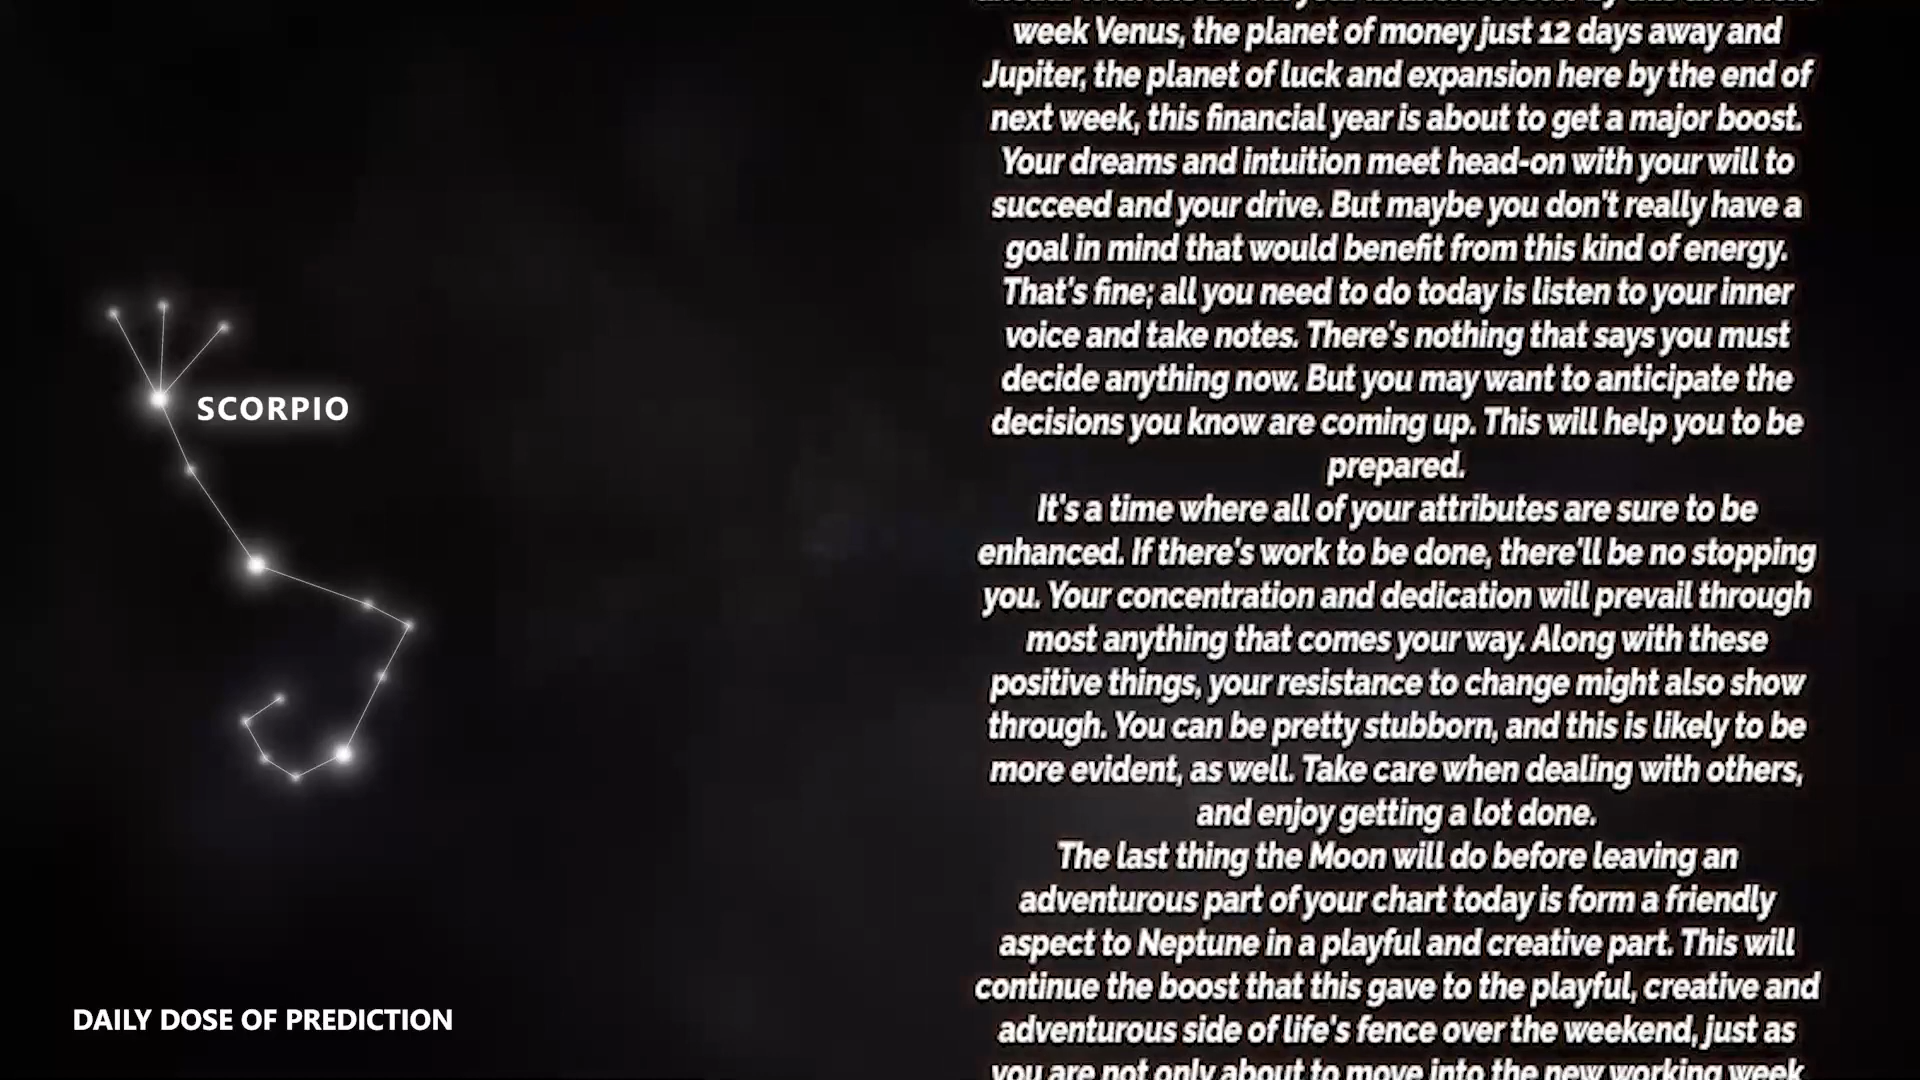 week Venus, the planet of money just 12 days away and
Jupiter, the planet of luck and expansion here by the end of
next week, this financial year is about to get a major boost.
Your dreams and intuition meet head-on with your will to
succeed and your drive. But maybe you don't really have a
goal in mind that would benefit from this kind of energy.
That's fine; all you need to do today is listen to your inner
voice and take notes. There's nothing that says you must
decide anything now. But you may want to anticipate the
decisions you know are coming up. This will help you to be
prepared.
It's a time where all of your attributes are sure to be
enhanced. If there's work to be done, there'll be no stopping
you. Your concentration and dedication will prevail through
most anything that comes your way. Along with these
positive things, your resistance to change might also show
through. You can be pretty stubborn, and this is likely to be
more evident, as well. Take care when dealing with others,
and enjoy getting a lot done.
The last thing the Moon will do before leaving an
adventurous part of your chart today is form a friendly
aspect to Neptune in a playful and creative part. This will
continue the boost that this gave to the playful, creative and
adventurous side of life's fence over the weekend, just as
you are not only about to move into the new working week
SCORPIO
DAILY DOSE OF PREDICTION